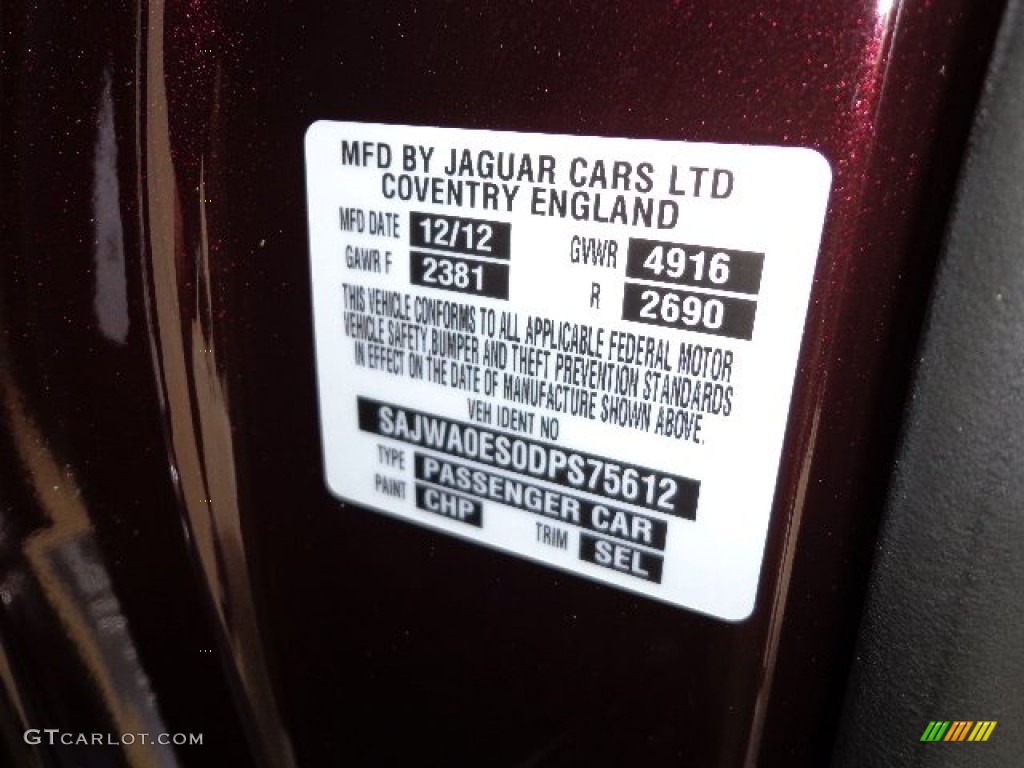 MFD BY JAGUAR CARS LTD
COVENTRY ENGLAND
MFD DATE 12/12 GVWR 4916
GAWR F 2381 R 2690
THIS VEHICLE CONFORMS TO ALL APPLICABLE FEDERAL MOTOR
VEHICLE SAFETY, BUMPER AND THEFT PREVENTION STANDARDS
IN EFFECT ON THE DATE OF MANUFACTURE SHOWN ABOVE.
VEH IDENT NO
SAJWA0ES0DPS75612
TYPE PASSENGER CAR
PAINT CHP TRIM SEL
GTCARLOT.COM